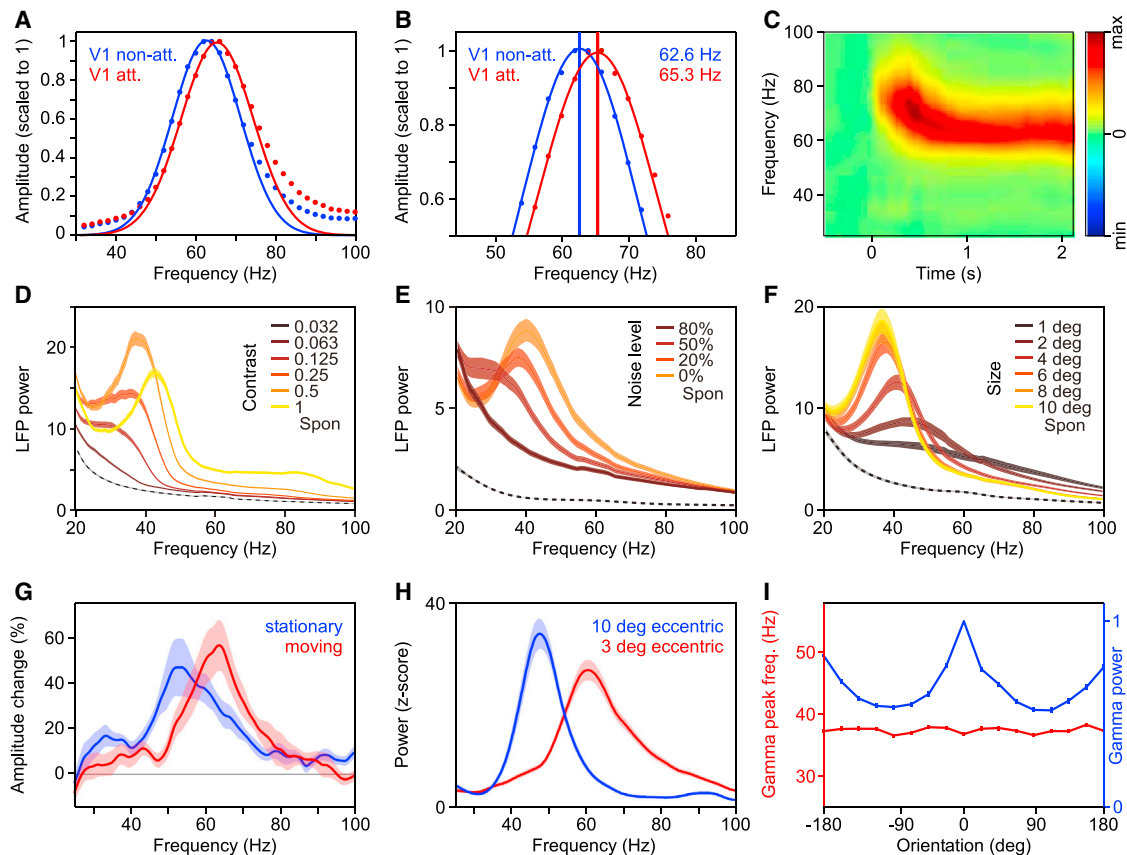 A
Amplitude (scaled to 1)
1
0.8
0.6
0.4
0.2
0
V1 non-att.
V1 att.
40
60
80
100
Frequency (Hz)
B
Amplitude (scaled to 1)
1
0.9
0.8
0.7
0.6
V1 non-att.
62.6 Hz
V1 att.
65.3 Hz
50
60
70
80
Frequency (Hz)
C
Frequency (Hz)
100
80
60
40
0
1
2
Time (s)
max
0
min
D
LFP power
20
10
0
Contrast
0.032
0.063
0.125
0.25
0.5
1
Spon
20
40
60
80
100
Frequency (Hz)
E
LFP power
10
5
0
Noise level
80%
50%
20%
0%
Spon
20
40
60
80
100
Frequency (Hz)
F
LFP power
20
10
0
Size
1 deg
2 deg
4 deg
6 deg
8 deg
10 deg
Spon
20
40
60
80
100
Frequency (Hz)
G
Amplitude change (%)
60
40
20
0
stationary
moving
40
60
80
100
Frequency (Hz)
H
Power (z-score)
40
0
10 deg eccentric
3 deg eccentric
40
60
80
100
Frequency (Hz)
I
Gamma peak freq. (Hz)
50
40
30
Gamma power
1
0
-180
-90
0
90
180
Orientation (deg)